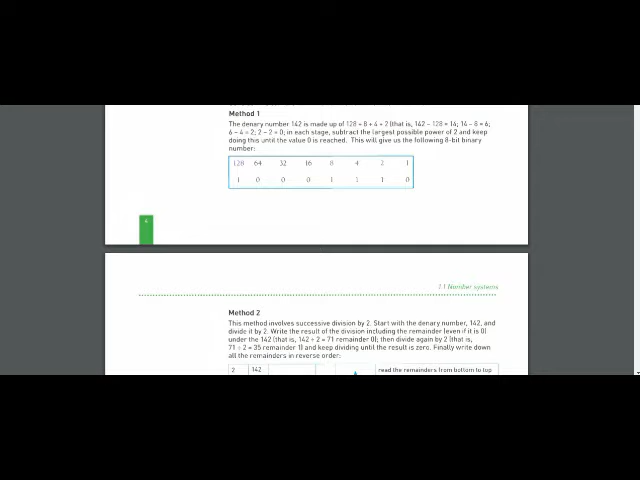 Method 1
The denary number 142 is made up of 128 + 8 + 4 + 2 (that is, 142 – 128 = 14; 14 – 8 = 6;
6 – 4 = 2; 2 – 2 = 0; in each stage, subtract the largest possible power of 2 and keep
doing this until the value 0 is reached. This will give us the following 8-bit binary
number:
128 64 32 16 8 4 2 1
1 0 0 0 1 1 1 0
4
1.1 Number systems
Method 2
This method involves successive division by 2. Start with the denary number, 142, and
divide it by 2. Write the result of the division including the remainder (even if it is 0)
under the 142 (that is, 142 ÷ 2 = 71 remainder 0); then divide again by 2 (that is,
71 ÷ 2 = 35 remainder 1) and keep dividing until the result is zero. Finally write down
all the remainders in reverse order:
2 142 read the remainders from bottom to top